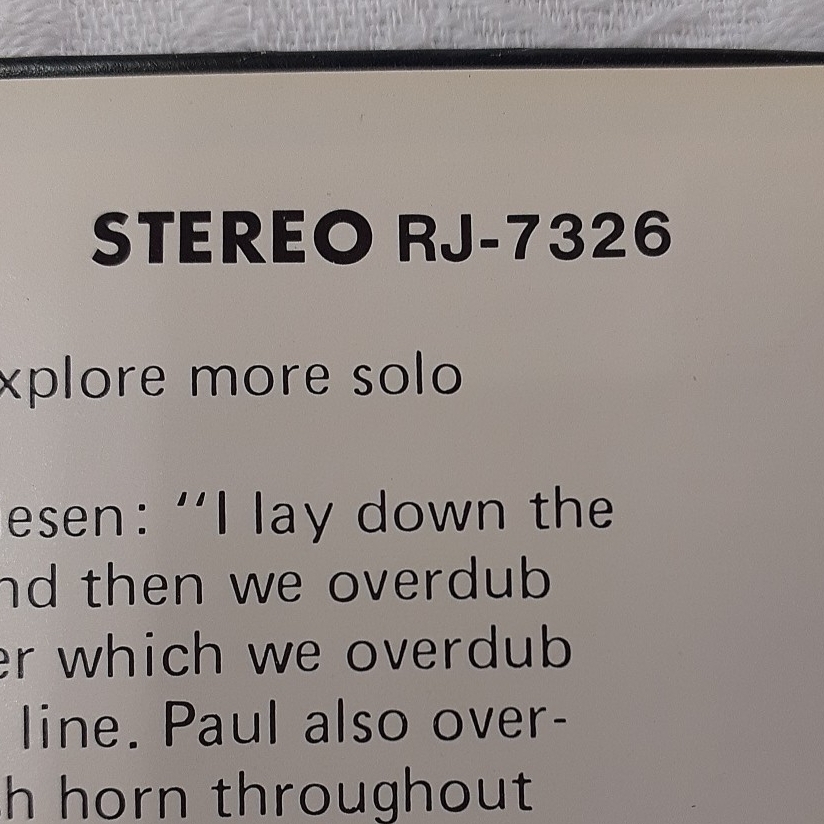 STEREO RJ-7326
xplore more solo
esen: "I lay down the
nd then we overdub
er which we overdub
line. Paul also over-
h horn throughout